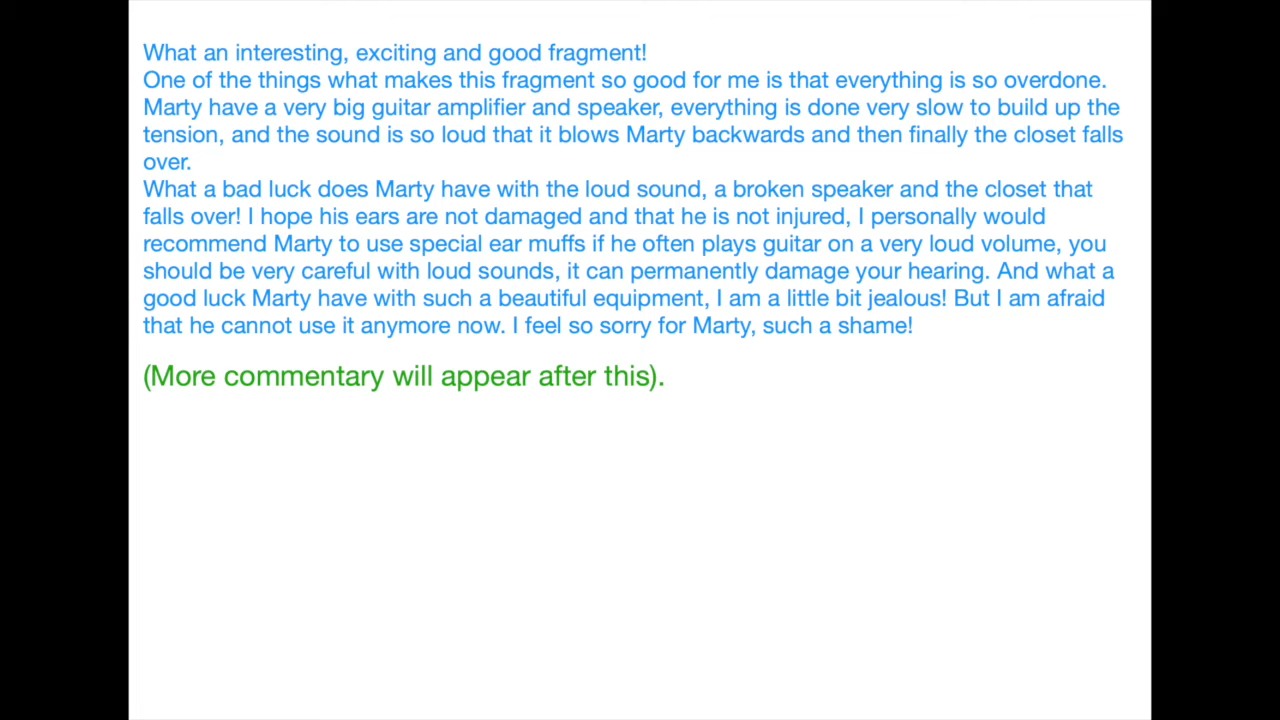 What an interesting, exciting and good fragment!
One of the things what makes this fragment so good for me is that everything is so overdone.
Marty have a very big guitar amplifier and speaker, everything is done very slow to build up the
tension, and the sound is so loud that it blows Marty backwards and then finally the closet falls
over.
What a bad luck does Marty have with the loud sound, a broken speaker and the closet that
falls over! I hope his ears are not damaged and that he is not injured, I personally would
recommend Marty to use special ear muffs if he often plays guitar on a very loud volume, you
should be very careful with loud sounds, it can permanently damage your hearing. And what a
good luck Marty have with such a beautiful equipment, I am a little bit jealous! But I am afraid
that he cannot use it anymore now. I feel so sorry for Marty, such a shame!
(More commentary will appear after this).